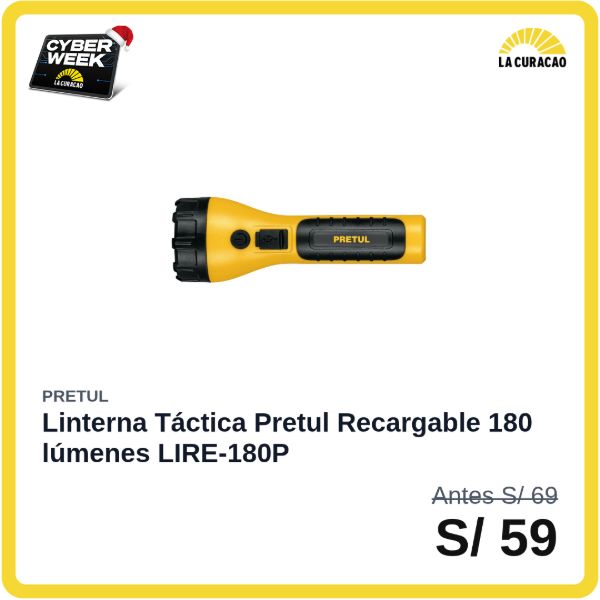 CYBER
WEEK
LA CURACAO
LA CURACAO
PRETUL
PRETUL
Linterna Táctica Pretul Recargable 180
lúmenes LIRE-180P
Antes S/ 69
S/ 59